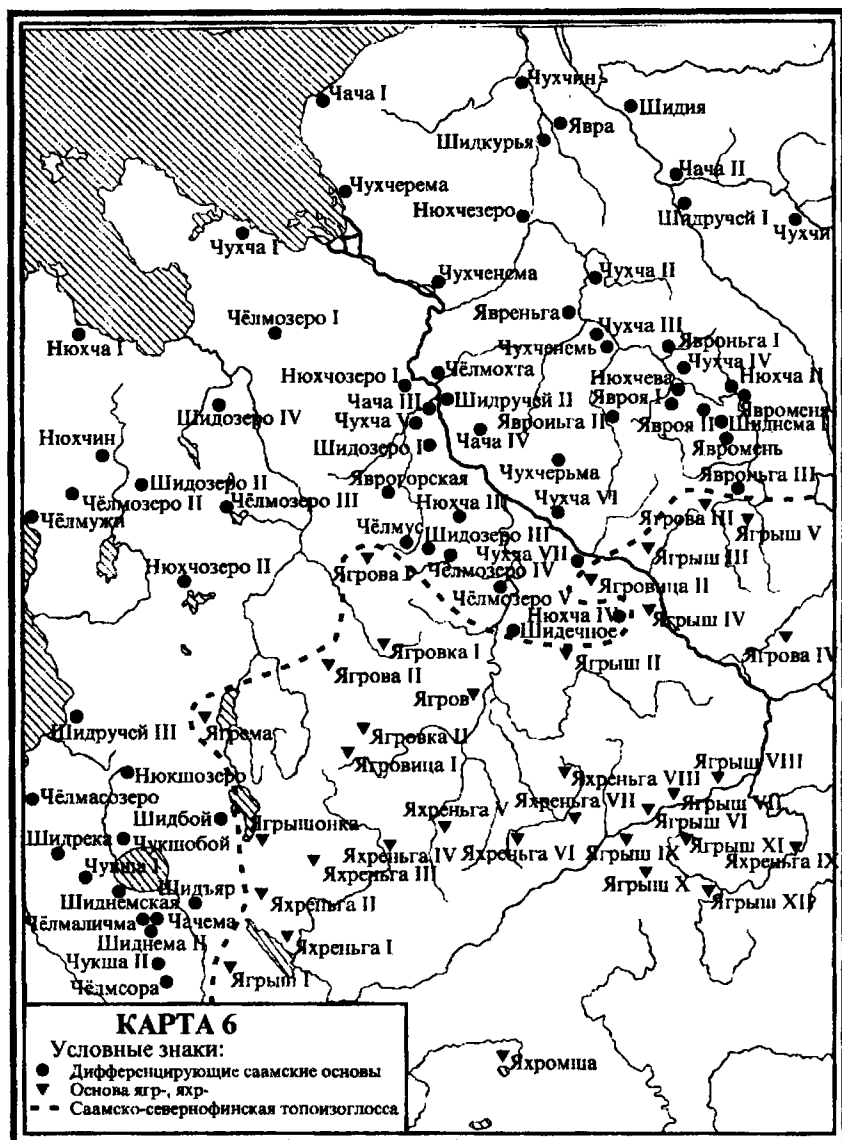 Чухчин
Чача I
Шидия
Явра
Шидкурья
Чача II
Чухчерема
Шидручей I
Нюхчезеро
Чухчи
Чухча I
Чухченема
Чухча II
Явреньга
Чёлмозеро I
Чухча III
Нюхча I
Чухченемь
Явроньга I
Чухча IV
Чёлмохта
Нюхчозеро I
Нюхчева
Нюхча II
Чача III
Шидручей II
Явроя I
Явроменя
Шидозеро IV
Чухча V
Явроньга II
Явроя II
Шиднема I
Чача IV
Шидозеро I
Явромень
Нюхчин
Чухчерьма
Шидозеро II
Яврогорская
Явроньга III
Чёлмозеро II
Чёлмозеро III
Нюхча III
Чухча VI
Ягрова III
Чёлмужи
Ягрыш V
Чёлмус
Шидозеро III
Чухча VII
Ягрыш III
Нюхчозеро II
Ягрова I
Чёлмозеро IV
Ягровица II
Чёлмозеро V
Нюхча IV
Ягрыш IV
Шидечное
Ягровка I
Ягрова IV
Ягрова II
Ягрыш II
Ягров
Шидручей III
Ягрема
Ягровка II
Нюкшозеро
Ягровица I
Ягрыш VIII
Яхреньга VIII
Чёлмасозеро
Шидбой
Яхреньга V
Яхреньга VII
Ягрыш VII
Ягрышонка
Ягрыш VI
Шидрека
Чукшобой
Яхреньга IV
Яхреньга VI
Ягрыш IX
Ягрыш XI
Чукша I
Яхреньга III
Яхреньга IX
Шиднемская
Шидъяр
Ягрыш X
Ягрыш XII
Яхреньга II
Чёлмаличма
Чачема
Шиднема II
Яхреньга I
Чукша II
Чёлмсора
Ягрыш I
КАРТА 6
Условные знаки:
Дифференцирующие саамские основы
Основа ягр-, яхр-
Саамско-севернофинская топоизоглосса
Яхромша